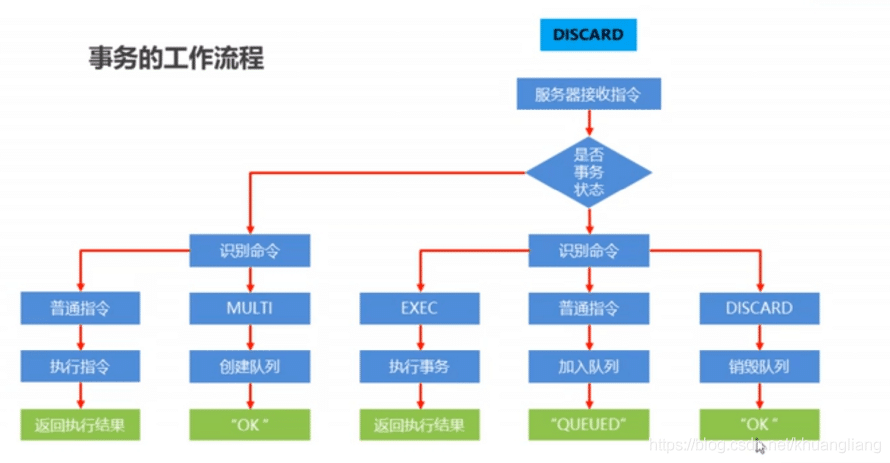 DISCARD
事务的工作流程
服务器接收指令
是否
事务
状态
识别命令
识别命令
普通指令
MULTI
EXEC
普通指令
DISCARD
执行指令
创建队列
执行事务
加入队列
销毁队列
返回执行结果
“OK ”
返回执行结果
“QUEUED”
“OK ”
https://blog.csdn.net/khuangliang